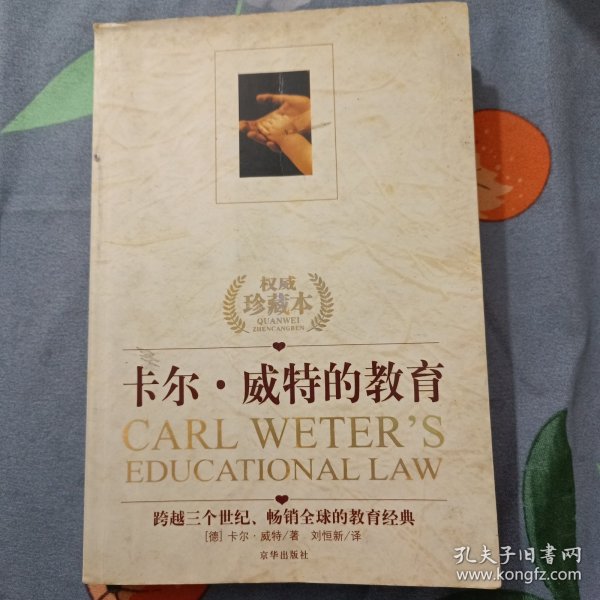 权威
珍藏本
QUANWEI
ZHENCANGBEN
卡尔·威特的教育
CARL WETER'S
EDUCATIONAL LAW
跨越三个世纪、畅销全球的教育经典
[德] 卡尔·威特/著 刘恒新/译
京华出版社
孔夫子旧书网
www.kongfz.com